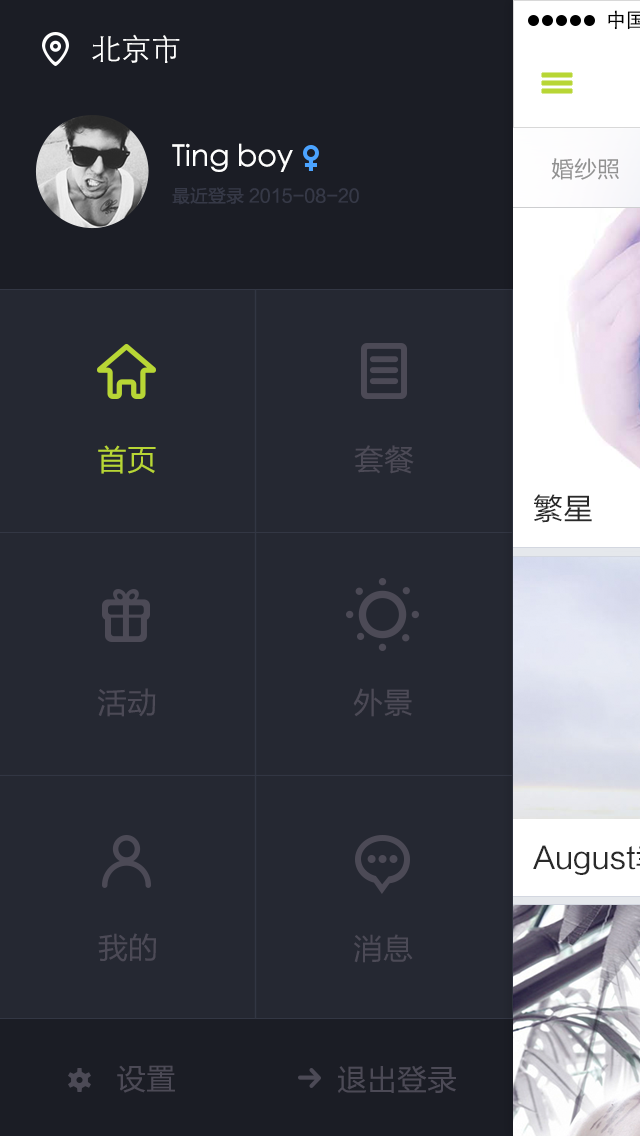 北京市
Ting boy
最近登录 2015-08-20
首页
套餐
活动
外景
我的
消息
设置
退出登录
中国
婚纱照
繁星
August